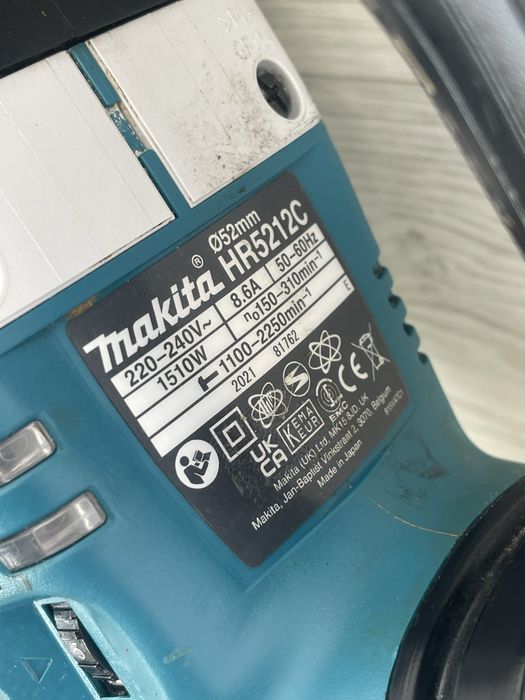 Ø52mm
makita® HR5212C
220-240V~ 8.6A 50-60Hz
1510W n₀150-310min⁻¹
1100-2250min⁻¹
2021 81762 E
UK
CA
KEMA
KEUR
EMC
CE
Makita (UK) Ltd, MK15 8JD, UK
Makita, Jan-Baptist Vinkstraat 2, 3070, Belgium
Made in Japan